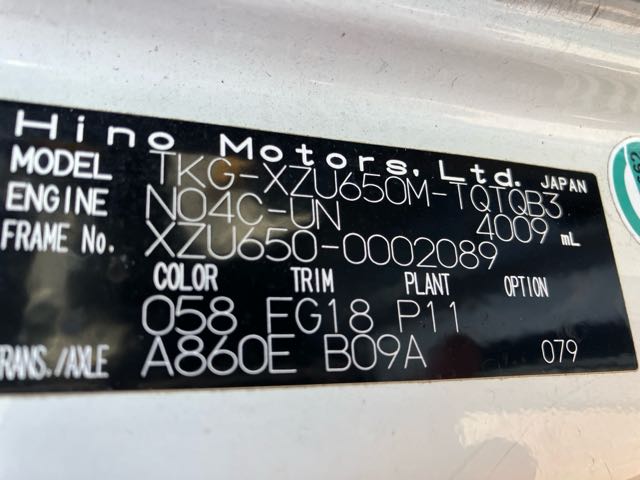 Hino Motors, Ltd. JAPAN
MODEL TKG-XZU650M-TQTQB3
ENGINE N04C-UN 4009 mL
FRAME No. XZU650-0002089
COLOR TRIM PLANT OPTION
058 FG18 P11
TRANS./AXLE A860E B09A 079